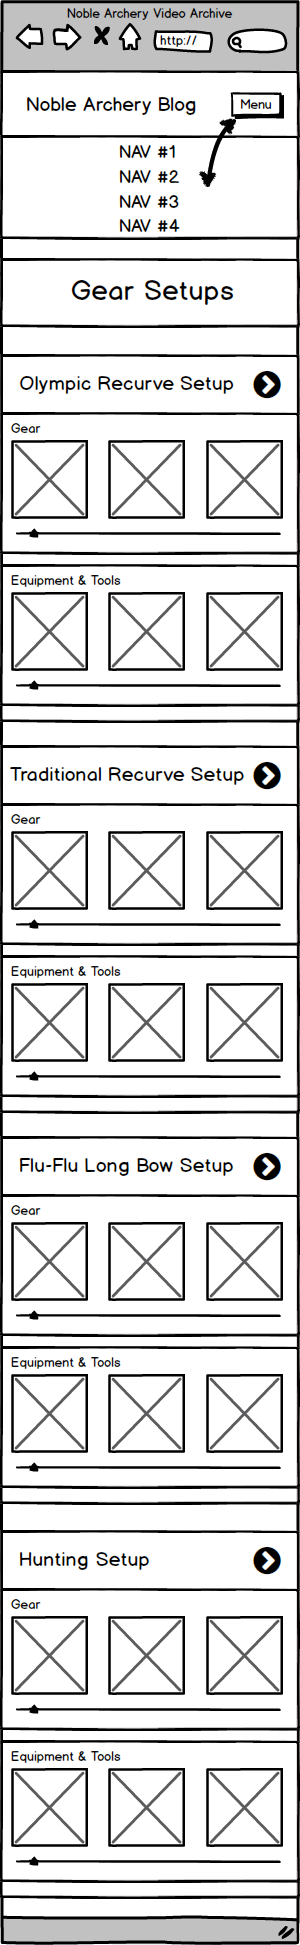 Noble Archery Video Archive
http://
Noble Archery Blog
Menu
NAV #1
NAV #2
NAV #3
NAV #4
Gear Setups
Olympic Recurve Setup
Gear
Equipment & Tools
Traditional Recurve Setup
Gear
Equipment & Tools
Flu-Flu Long Bow Setup
Gear
Equipment & Tools
Hunting Setup
Gear
Equipment & Tools